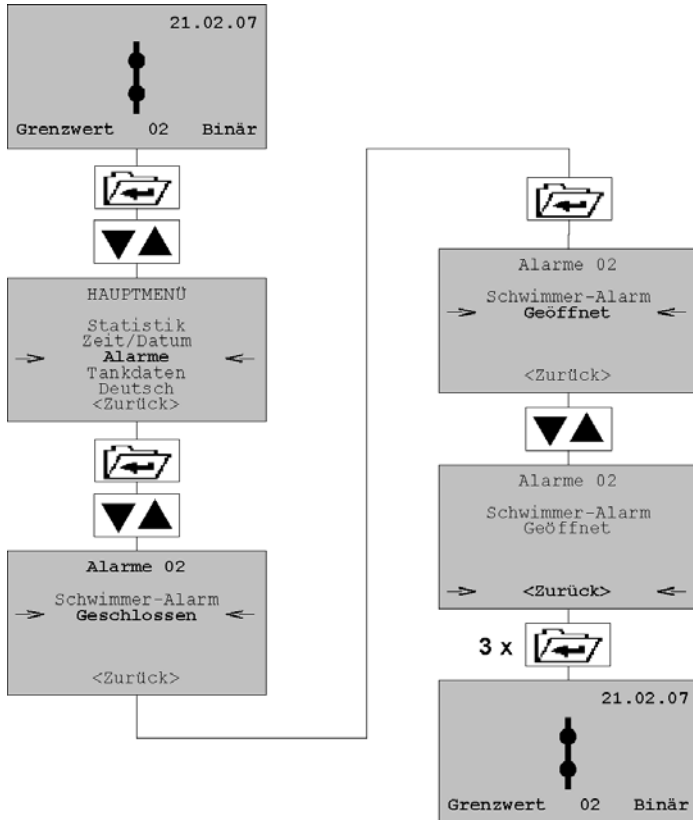 21.02.07
Grenzwert 02 Binär
HAUPTMENÜ
Statistik
Zeit/Datum
Alarme
Tankdaten
Deutsch
<Zurück>
Alarme 02
Schwimmer-Alarm
Geschlossen
<Zurück>
Alarme 02
Schwimmer-Alarm
Geöffnet
<Zurück>
Alarme 02
Schwimmer-Alarm
Geöffnet
<Zurück>
3 x
21.02.07
Grenzwert 02 Binär